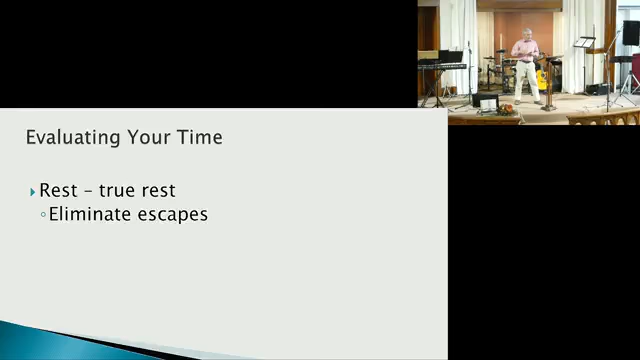 Evaluating Your Time
Rest – true rest
Eliminate escapes